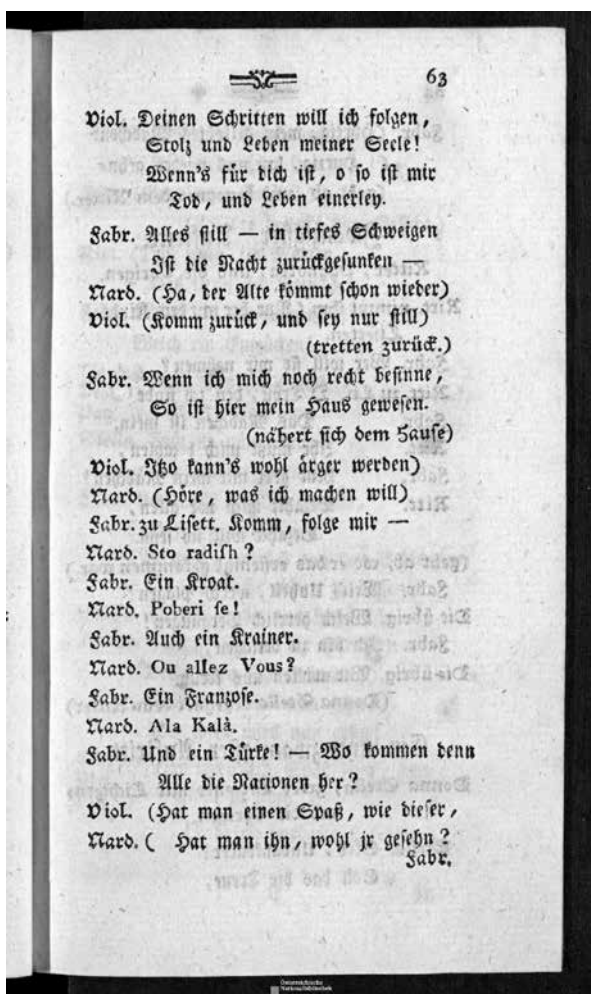 63
Viol. Deinen Schritten will ich folgen,
Stolz und Leben meiner Seele!
Wenn's für dich ist, o so ist mir
Tod, und Leben einerley.
Fabr. Alles still — in tiefes Schweigen
Ist die Nacht zurückgesunken —
Nard. (Ha, der Alte kömmt schon wieder)
Viol. (Komm zurück, und sey nur still)
(tretten zurück.)
Fabr. Wenn ich mich noch recht besinne,
So ist hier mein Haus gewesen.
(nähert sich dem Hause)
Viol. Itzo kann's wohl ärger werden)
Nard. (Höre, was ich machen will)
Fabr. zu Lisett. Komm, folge mir —
Nard. Sto radish?
Fabr. Ein Kroat.
Nard. Poberi se!
Fabr. Auch ein Krainer.
Nard. Ou allez Vous?
Fabr. Ein Franzose.
Nard. Ala Kalà.
Fabr. Und ein Türke! — Wo kommen denn
Alle die Nationen her?
Viol. (Hat man einen Spaß, wie dieser,
Nard. ( Hat man ihn, wohl je gesehn?
Fabr.
Österreichische
Nationalbibliothek